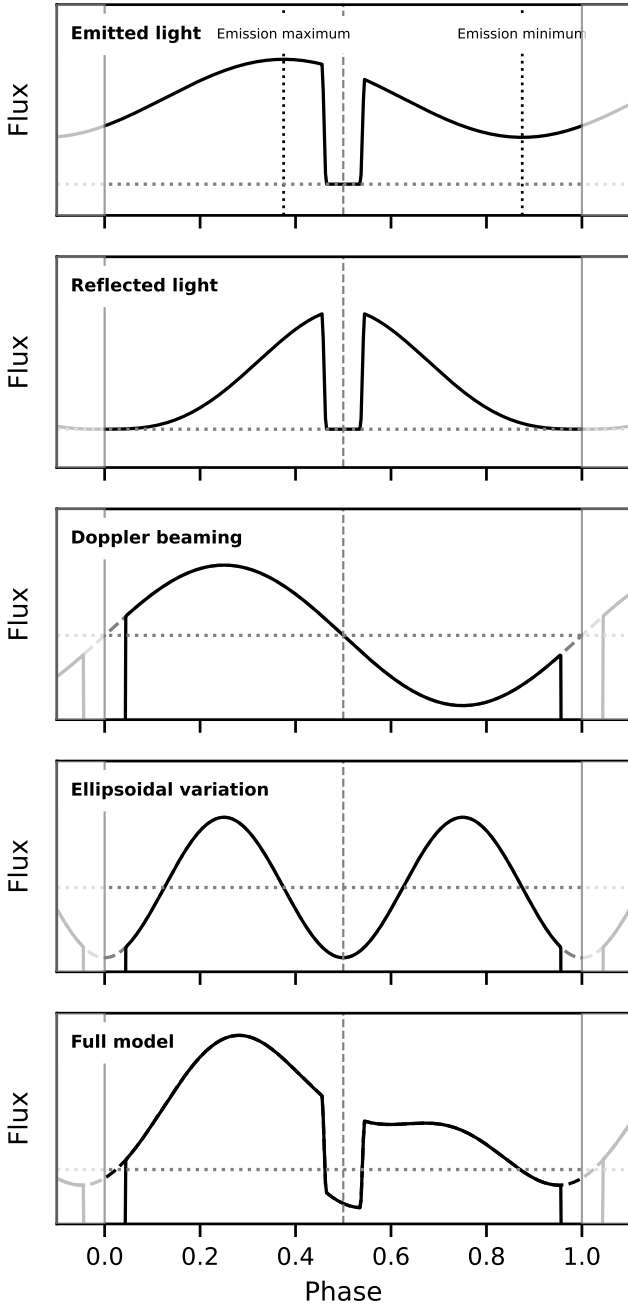 Emitted light Emission maximum Emission minimum
Flux
Reflected light
Flux
Doppler beaming
Flux
Ellipsoidal variation
Flux
Full model
Flux
0.0 0.2 0.4 0.6 0.8 1.0
Phase